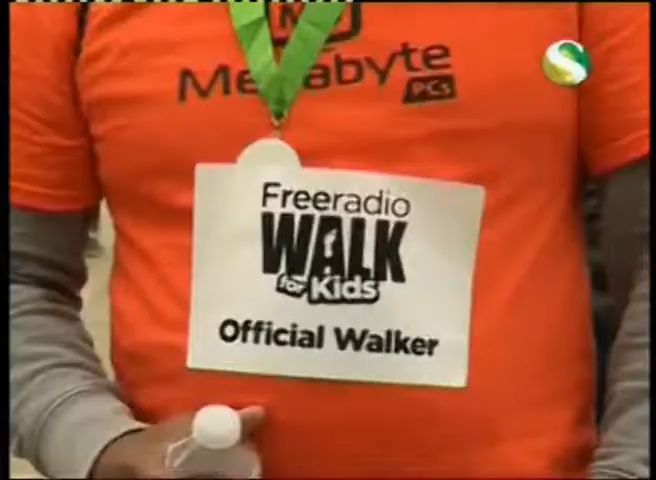 Megabyte
PCs
Freeradio
WALK
for Kids
Official Walker